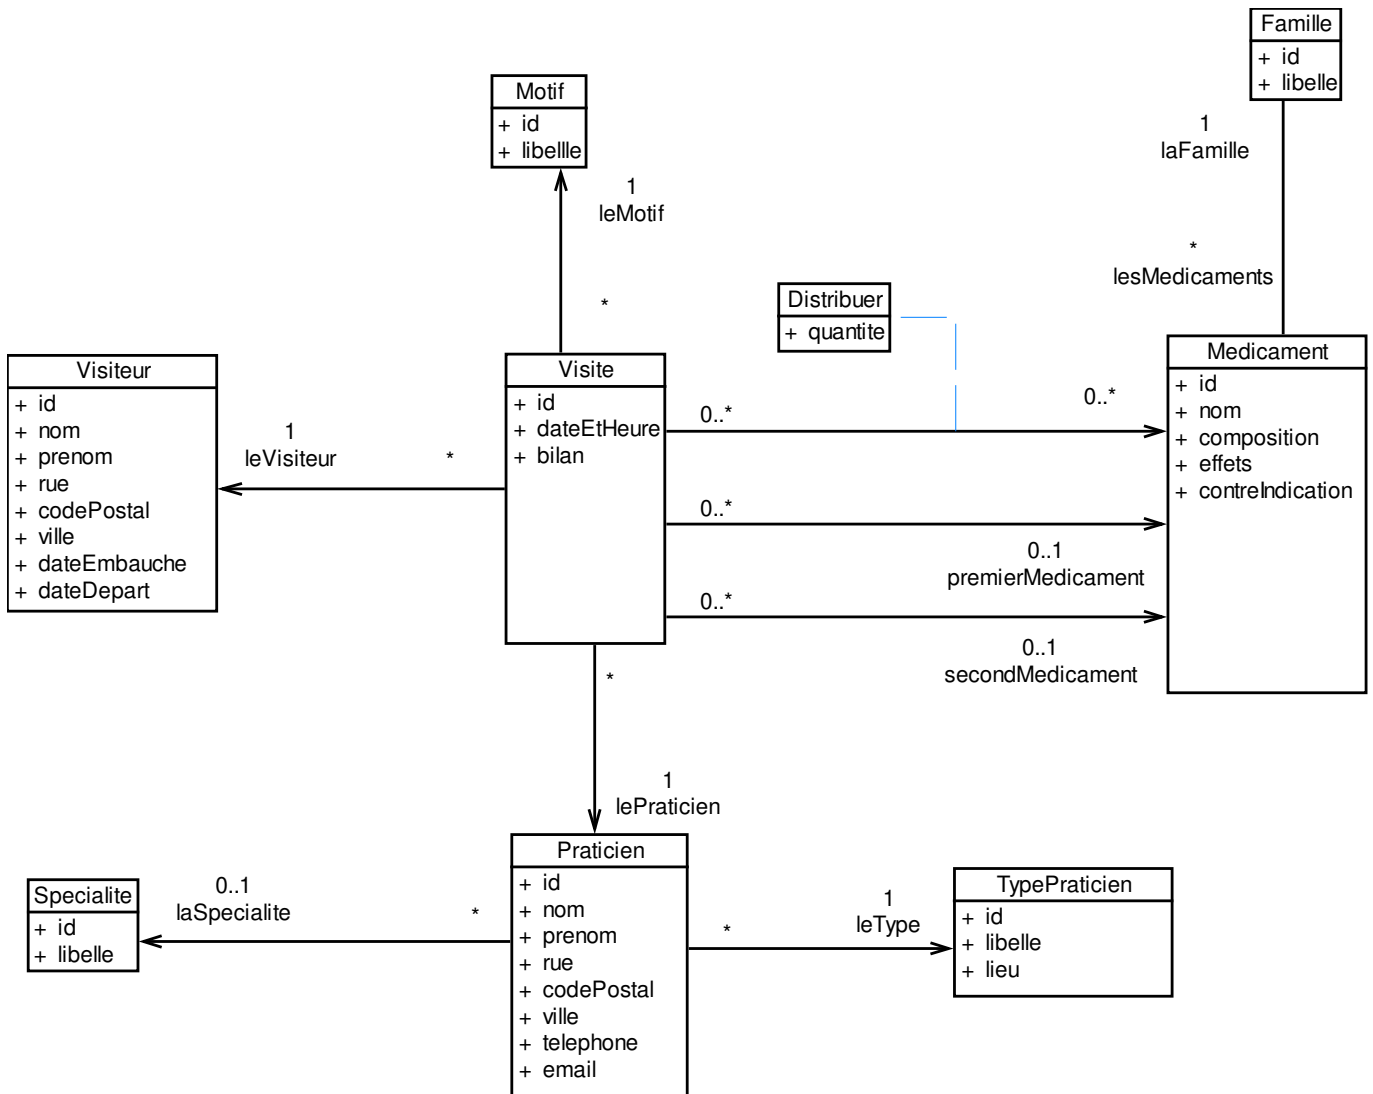 Famille
+ id
+ libelle
Motif
+ id
+ libellle
1
laFamille
1
leMotif
*
lesMedicaments
*
Distribuer
+ quantite
Visiteur
+ id
+ nom
+ prenom
+ rue
+ codePostal
+ ville
+ dateEmbauche
+ dateDepart
1
leVisiteur
*
Visite
+ id
+ dateEtHeure
+ bilan
0..*
0..*
0..*
0..1
premierMedicament
0..*
0..1
secondMedicament
Medicament
+ id
+ nom
+ composition
+ effets
+ contreIndication
*
1
lePraticien
Praticien
+ id
+ nom
+ prenom
+ rue
+ codePostal
+ ville
+ telephone
+ email
Specialite
+ id
+ libelle
0..1
laSpecialite
*
*
1
leType
TypePraticien
+ id
+ libelle
+ lieu